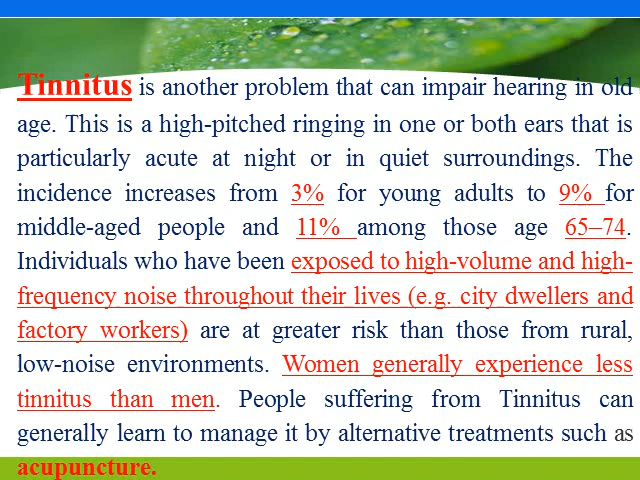 Tinnitus is another problem that can impair hearing in old
age. This is a high-pitched ringing in one or both ears that is
particularly acute at night or in quiet surroundings. The
incidence increases from 3% for young adults to 9% for
middle-aged people and 11% among those age 65–74.
Individuals who have been exposed to high-volume and high-
frequency noise throughout their lives (e.g. city dwellers and
factory workers) are at greater risk than those from rural,
low-noise environments. Women generally experience less
tinnitus than men. People suffering from Tinnitus can
generally learn to manage it by alternative treatments such as
acupuncture.